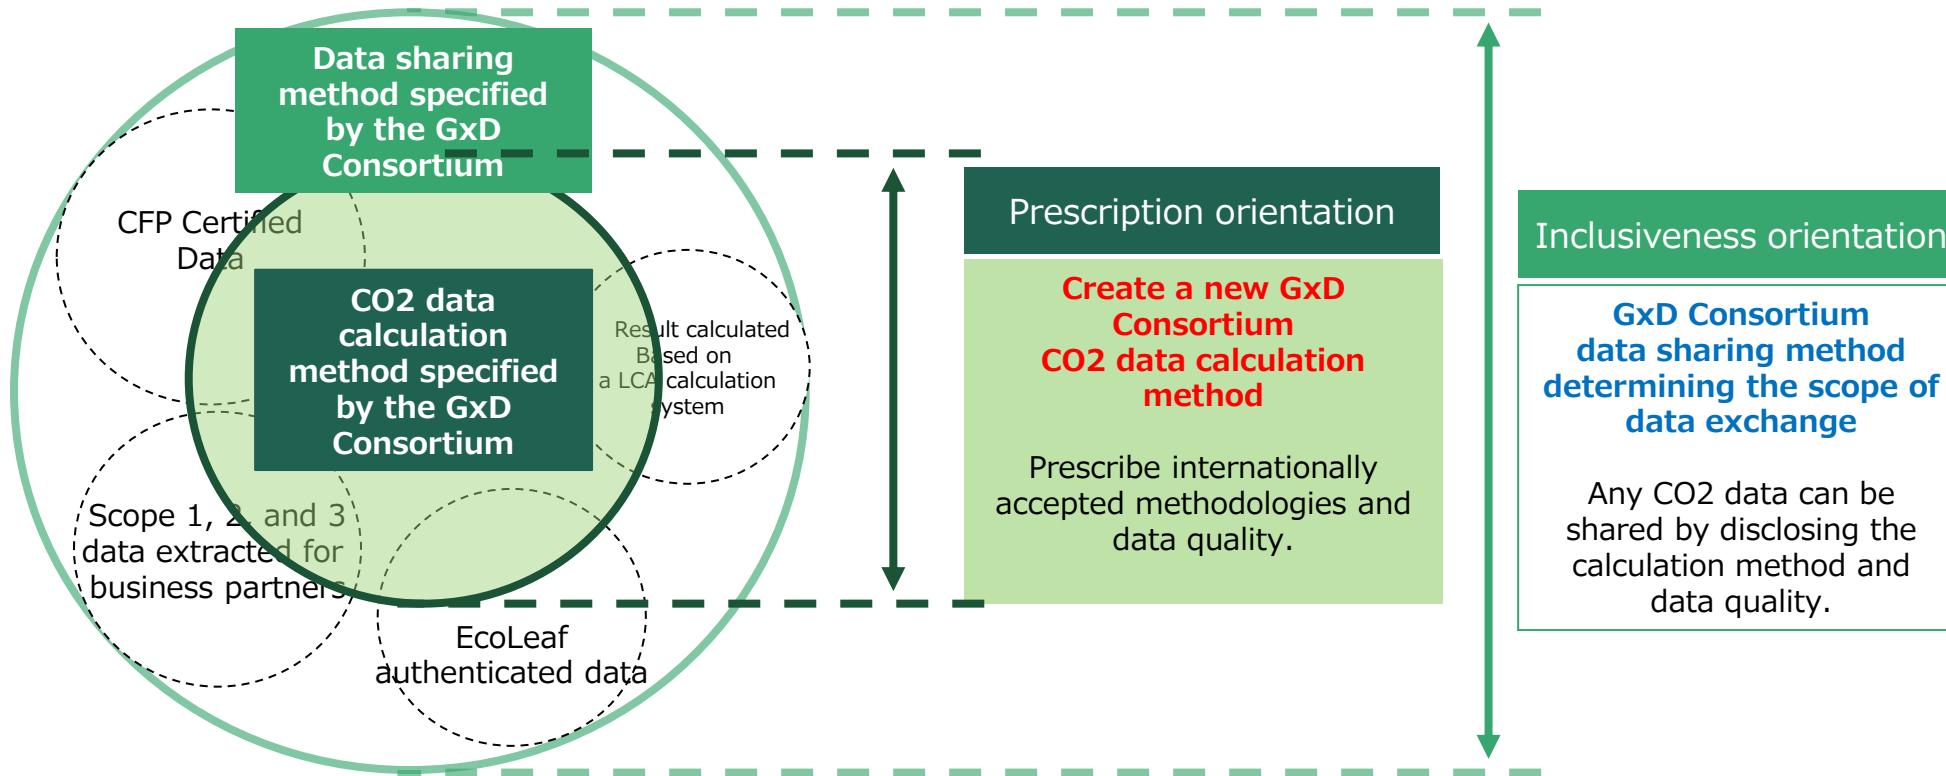 Data sharing
method specified
by the GxD
Consortium
CFP Certified
Data
CO2 data
calculation
method specified
by the GxD
Consortium
Result calculated
Based on
a LCA calculation
system
Scope 1, 2, and 3
data extracted for
business partners
EcoLeaf
authenticated data
Prescription orientation
Create a new GxD
Consortium
CO2 data calculation
method
Prescribe internationally
accepted methodologies and
data quality.
Inclusiveness orientation
GxD Consortium
data sharing method
determining the scope of
data exchange
Any CO2 data can be
shared by disclosing the
calculation method and
data quality.